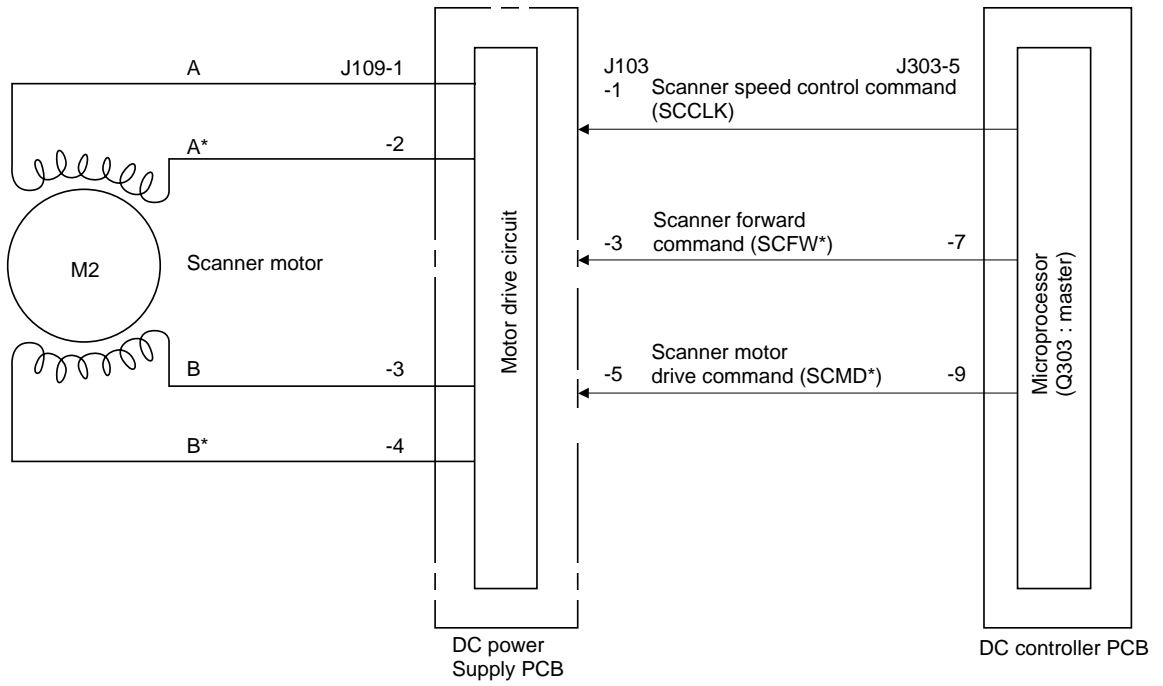 A
J109-1
J103
J303-5
-1
Scanner speed control command
(SCCLK)
A*
-2
Scanner forward
command (SCFW*)
-3
-7
M2
Scanner motor
Motor drive circuit
Microprocessor
(Q303 : master)
Scanner motor
drive command (SCMD*)
B
-3
-5
-9
B*
-4
DC power
Supply PCB
DC controller PCB